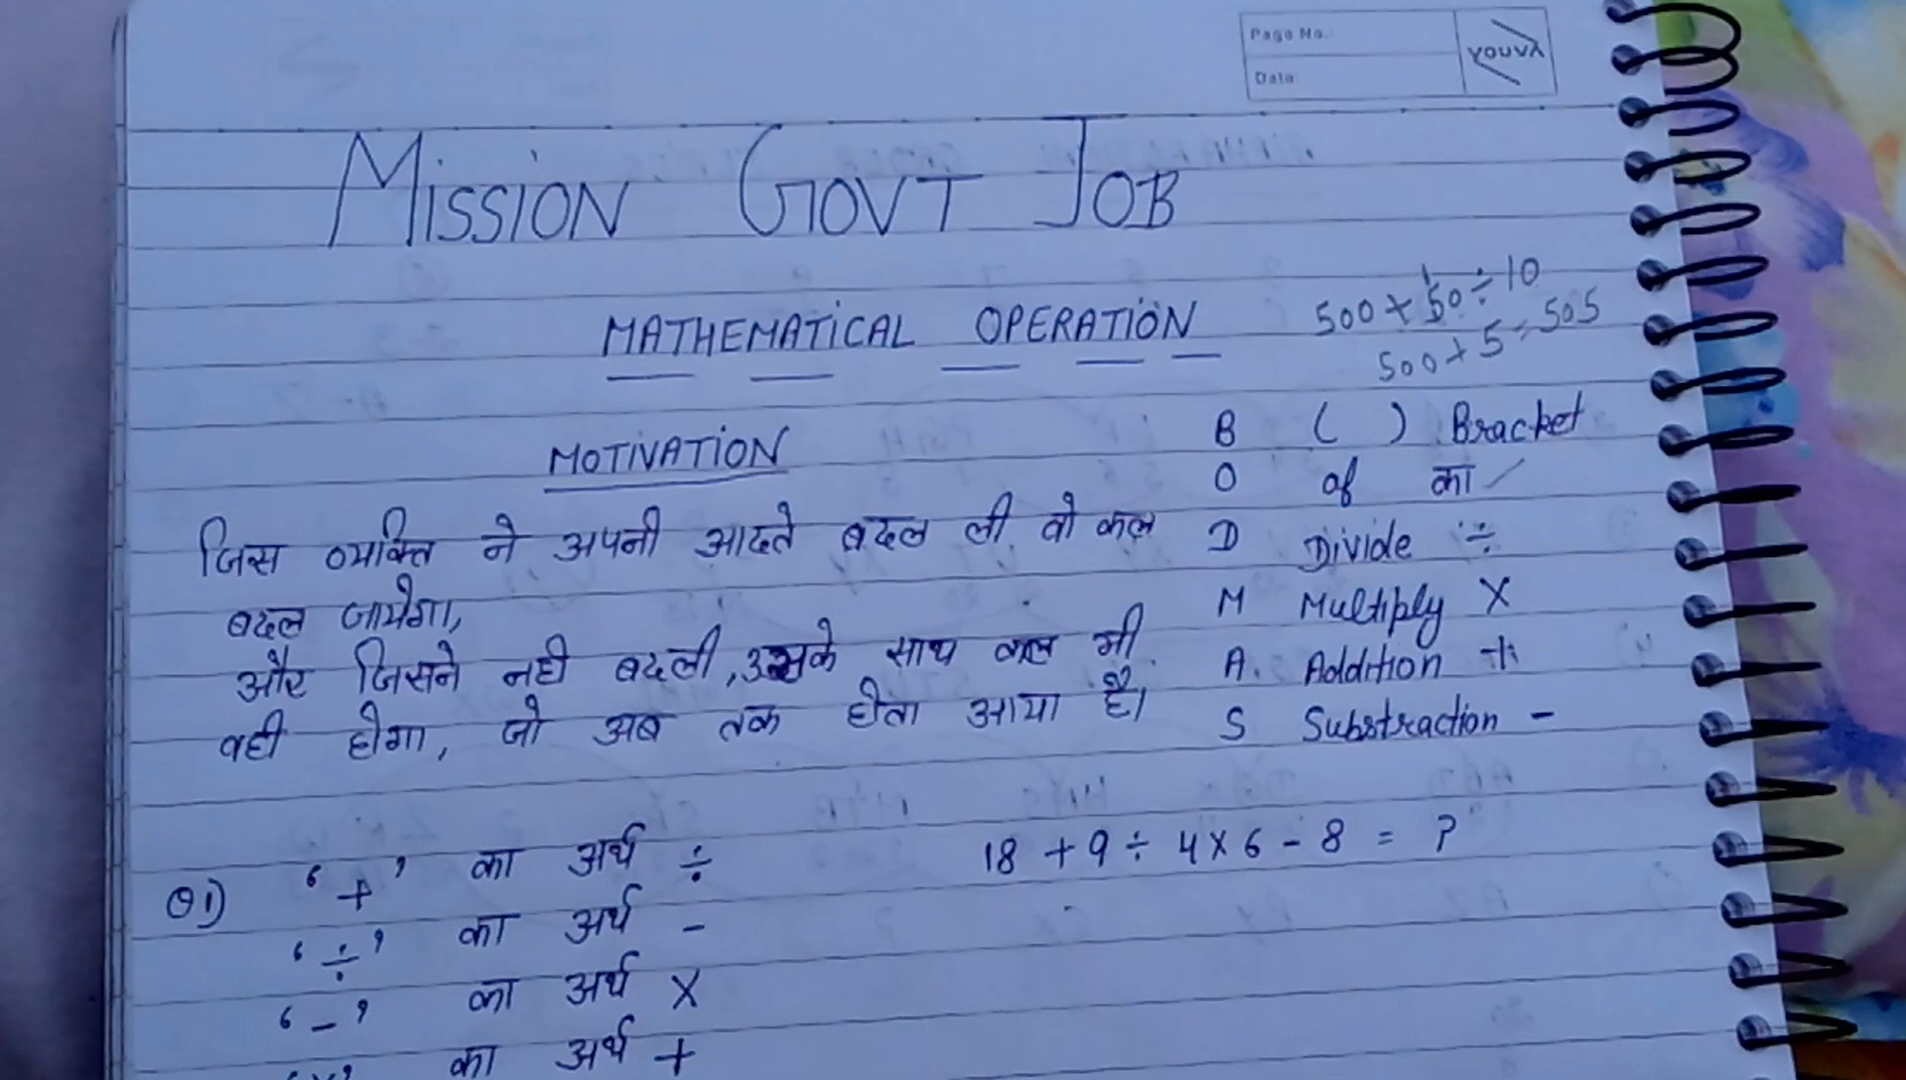 Page No.
Date:
YOUVA
MISSION GOVT JOB
MATHEMATICAL OPERATION
500 + 50 ÷ 10
500 + 5 = 505
MOTIVATION
जिस व्यक्ति ने अपनी आदते बदल ली वो कल
बदल जायेगा,
और जिसने नही बदली, उसके साथ कल भी
वही होगा, जो अब तक होता आया है।
B ( ) Bracket
O of का
D Divide ÷
M Multiply X
A. Addition +
S Substraction -
Q1) '+' का अर्थ ÷ 18 + 9 ÷ 4 X 6 - 8 = ?
'÷' का अर्थ -
'-' का अर्थ X
'x' का अर्थ +